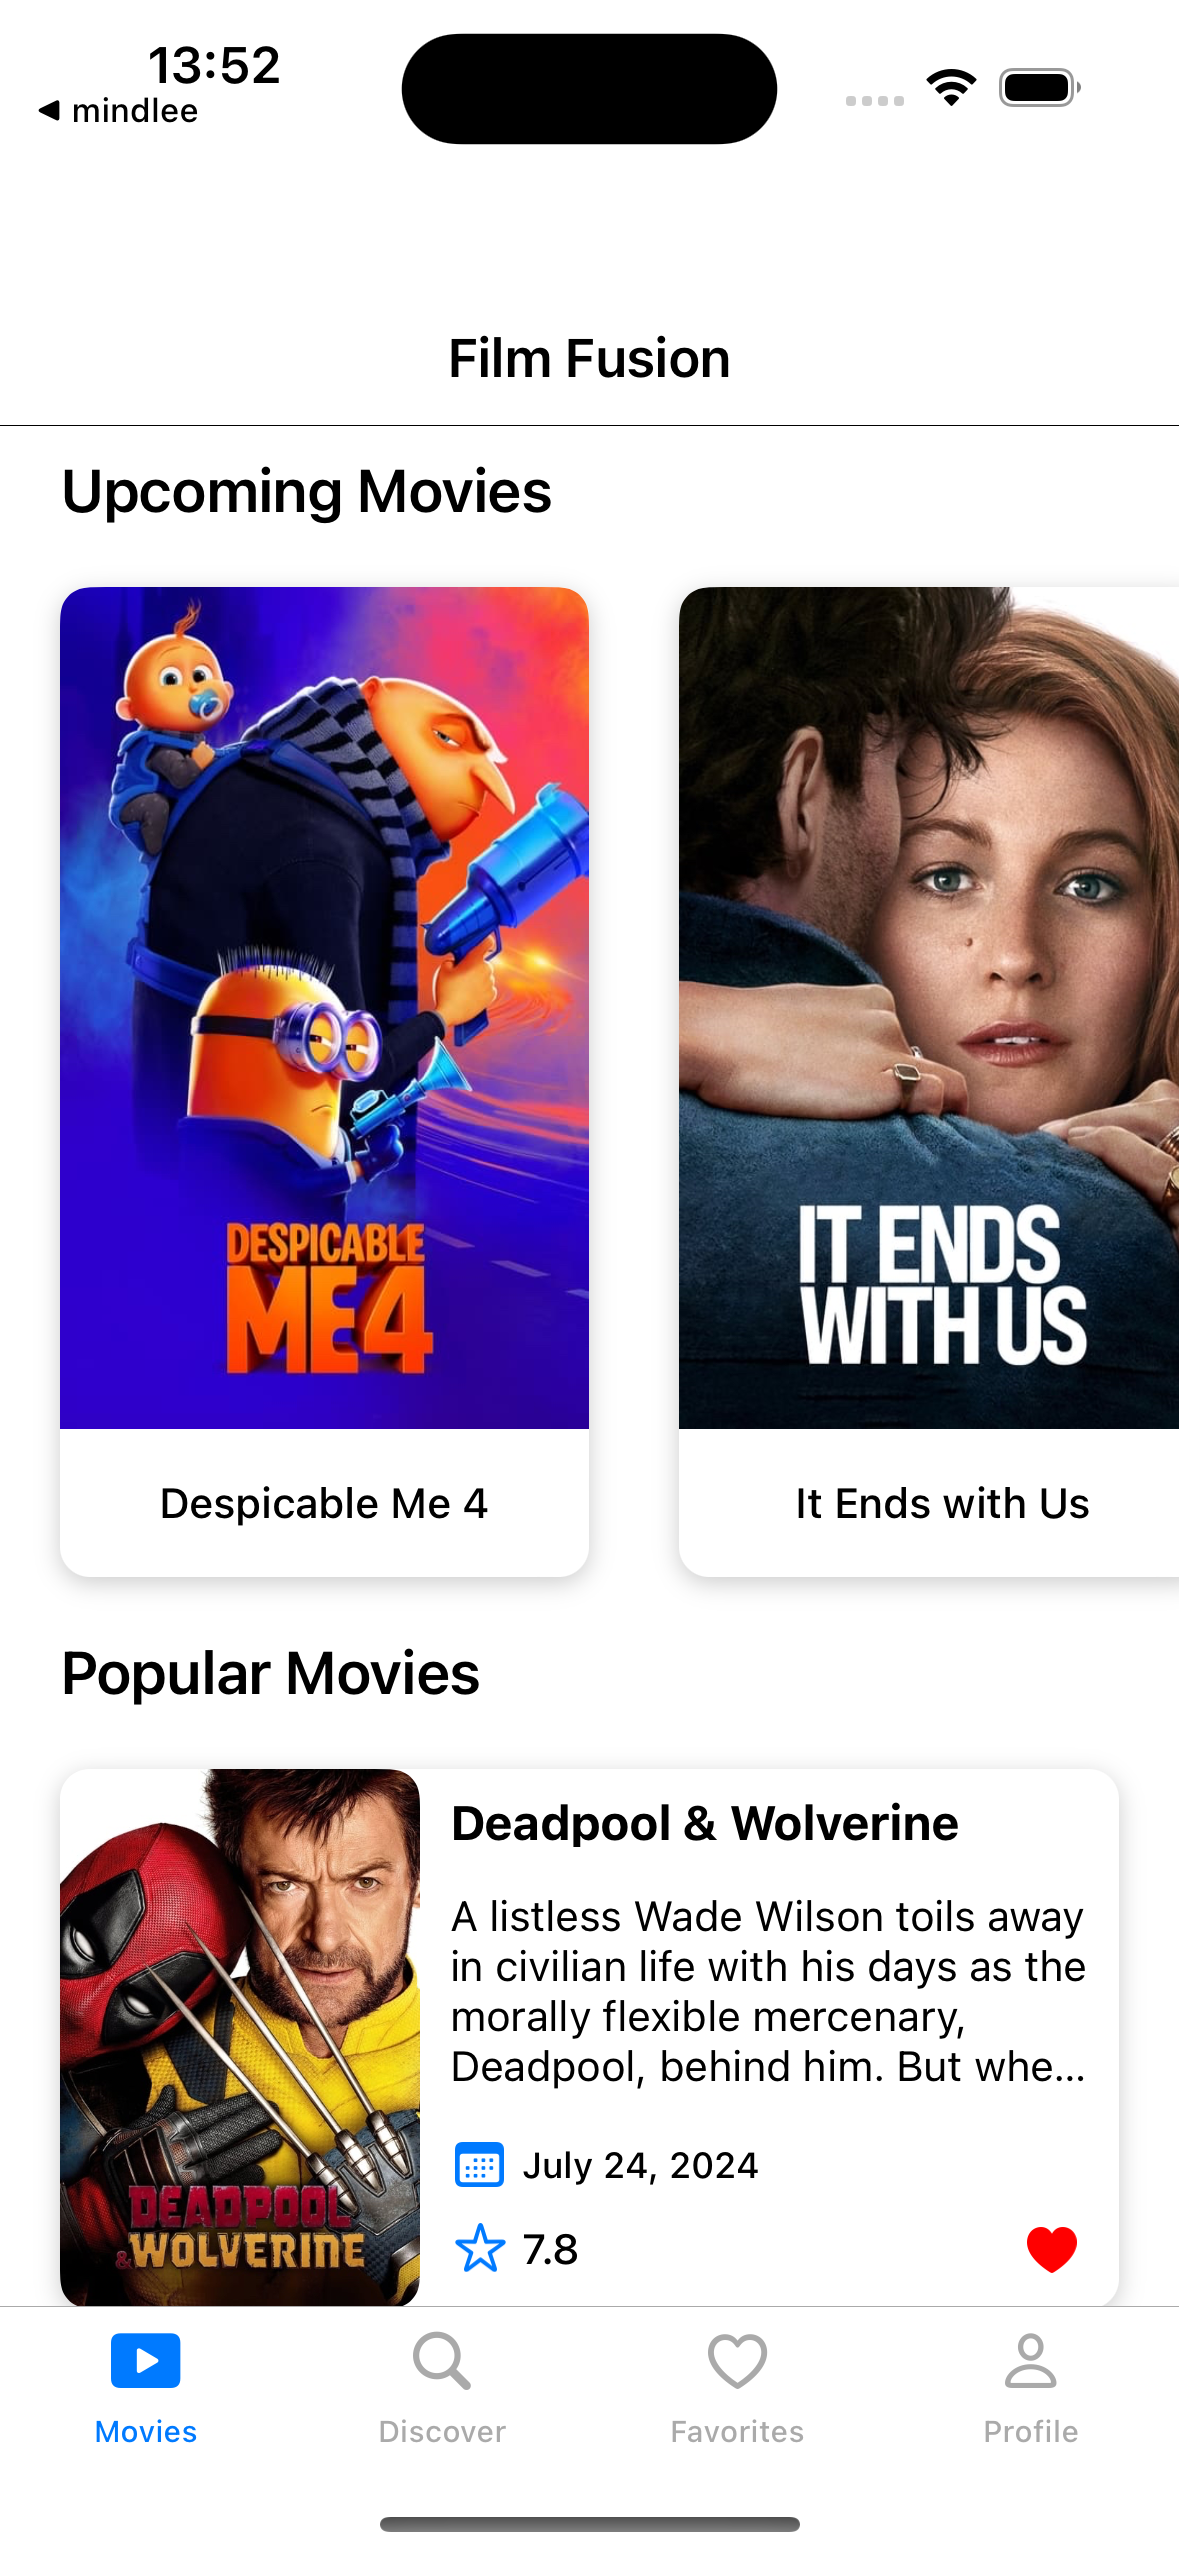 13:52
◀ mindlee
Film Fusion
Upcoming Movies
DESPICABLE
ME4
Despicable Me 4
IT ENDS
WITH US
It Ends with Us
Popular Movies
DEADPOOL
&WOLVERINE
Deadpool & Wolverine
A listless Wade Wilson toils away
in civilian life with his days as the
morally flexible mercenary,
Deadpool, behind him. But whe...
July 24, 2024
7.8
Movies
Discover
Favorites
Profile